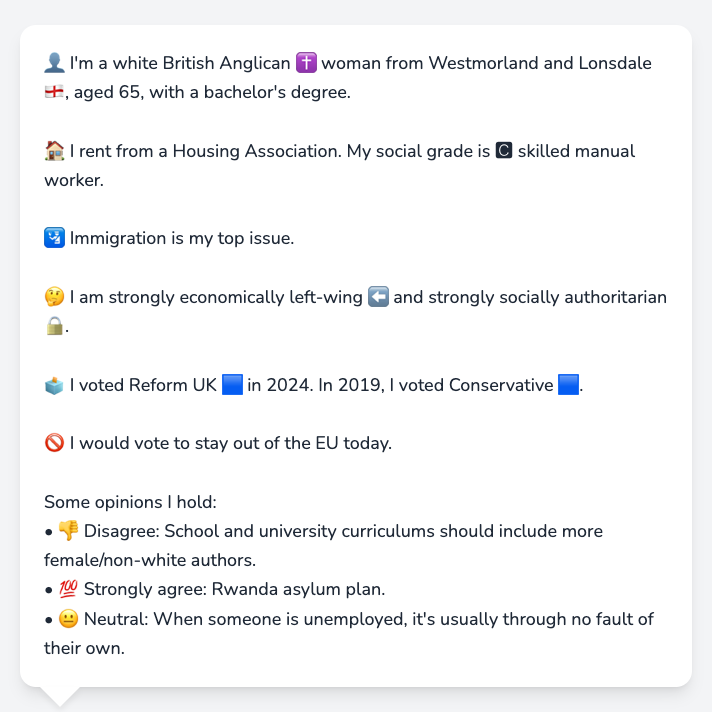 👤 I'm a white British Anglican ✝️ woman from Westmorland and Lonsdale
🏴󠁧󠁢󠁥󠁮󠁧󠁿, aged 65, with a bachelor's degree.
🏠 I rent from a Housing Association. My social grade is 🅲 skilled manual
worker.
🛂 Immigration is my top issue.
🤔 I am strongly economically left-wing ⬅️ and strongly socially authoritarian
🔒.
🗳️ I voted Reform UK 🟦 in 2024. In 2019, I voted Conservative 🟦.
🚫 I would vote to stay out of the EU today.
Some opinions I hold:
• 👎 Disagree: School and university curriculums should include more
female/non-white authors.
• 💯 Strongly agree: Rwanda asylum plan.
• 😐 Neutral: When someone is unemployed, it's usually through no fault of
their own.